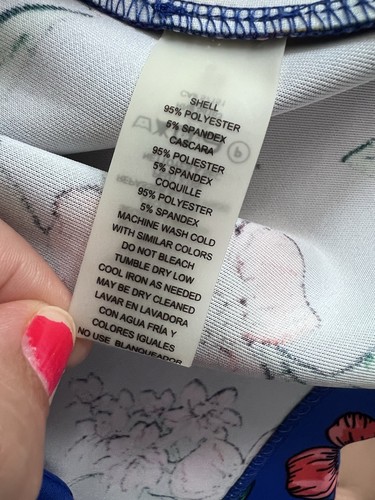 SHELL
95% POLYESTER
5% SPANDEX
CASCARA
95% POLIESTER
5% SPANDEX
COQUILLE
95% POLYESTER
5% SPANDEX
MACHINE WASH COLD
WITH SIMILAR COLORS
DO NOT BLEACH
TUMBLE DRY LOW
COOL IRON AS NEEDED
MAY BE DRY CLEANED
LAVAR EN LAVADORA
CON AGUA FRÍA Y
COLORES IGUALES
NO USE BLANQUEADOR